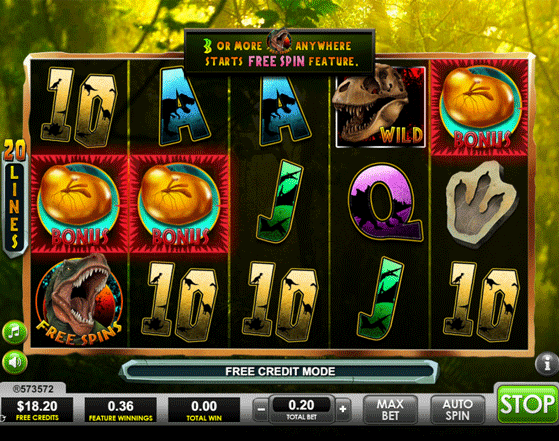 3 OR MORE ANYWHERE
STARTS FREE SPIN FEATURE.
10 A A WILD BONUS
20 LINES
BONUS BONUS J Q
FREE SPINS 10 10 J 10
FREE CREDIT MODE
®573572
$18.20 0.36 0.00 - 0.20 + MAX BET AUTO SPIN STOP
FREE CREDITS FEATURE WINNINGS TOTAL WIN TOTAL BET
i